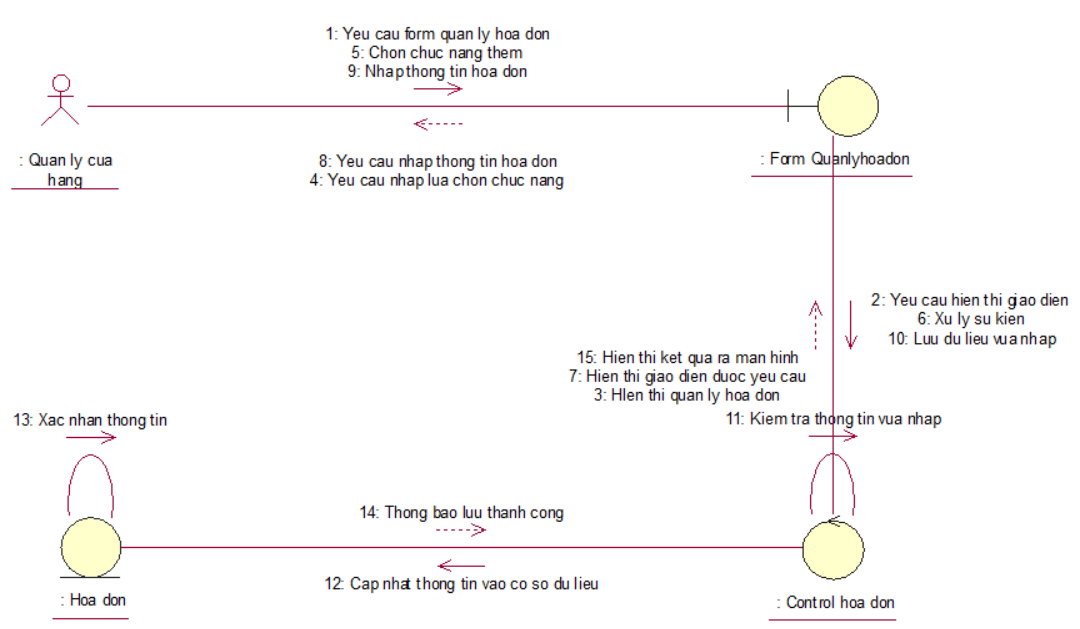 1: Yeu cau form quan ly hoa don
5: Chon chuc nang them
9: Nhap thong tin hoa don
: Quan ly cua
hang
8: Yeu cau nhap thong tin hoa don
4: Yeu cau nhap lua chon chuc nang
: Form Quanlyhoadon
2: Yeu cau hien thi giao dien
6: Xu ly su kien
10: Luu du lieu vua nhap
15: Hien thi ket qua ra man hinh
7: Hien thi giao dien duoc yeu cau
3: HIen thi quan ly hoa don
13: Xac nhan thong tin
11: Kiem tra thong tin vua nhap
14: Thong bao luu thanh cong
12: Cap nhat thong tin vao co so du lieu
: Hoa don
: Control hoa don